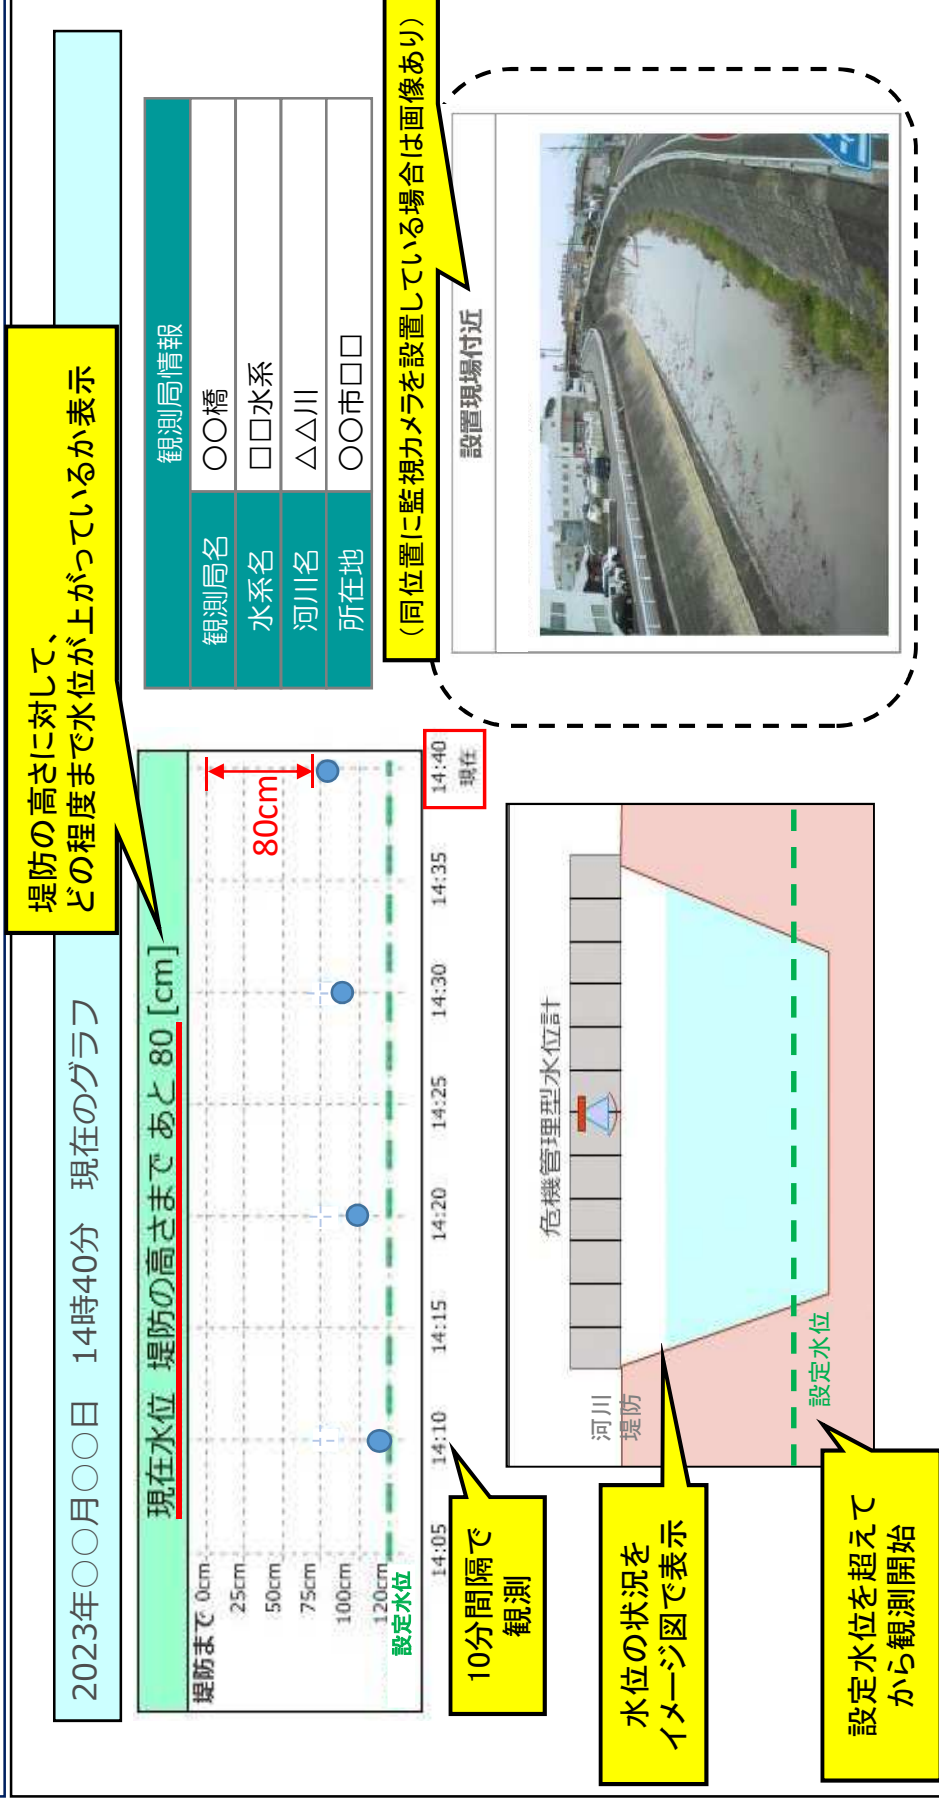 堤防の高さに対して、
どの程度まで水位が上がっているか表示
2023年○○月○○日　14時40分　現在のグラフ
現在水位 堤防の高さまで あと 80 [cm]
堤防まで 0cm
25cm
50cm
75cm
100cm
120cm
設定水位
80cm
14:05
14:10
14:15
14:20
14:25
14:30
14:35
14:40
現在
10分間隔で
観測
観測局情報
観測局名 〇〇橋
水系名 □□水系
河川名 △△川
所在地 〇〇市□□
（同位置に監視カメラを設置している場合は画像あり）
設置現場付近
危機管理型水位計
河川
堤防
設定水位
水位の状況を
イメージ図で表示
設定水位を超えて
から観測開始